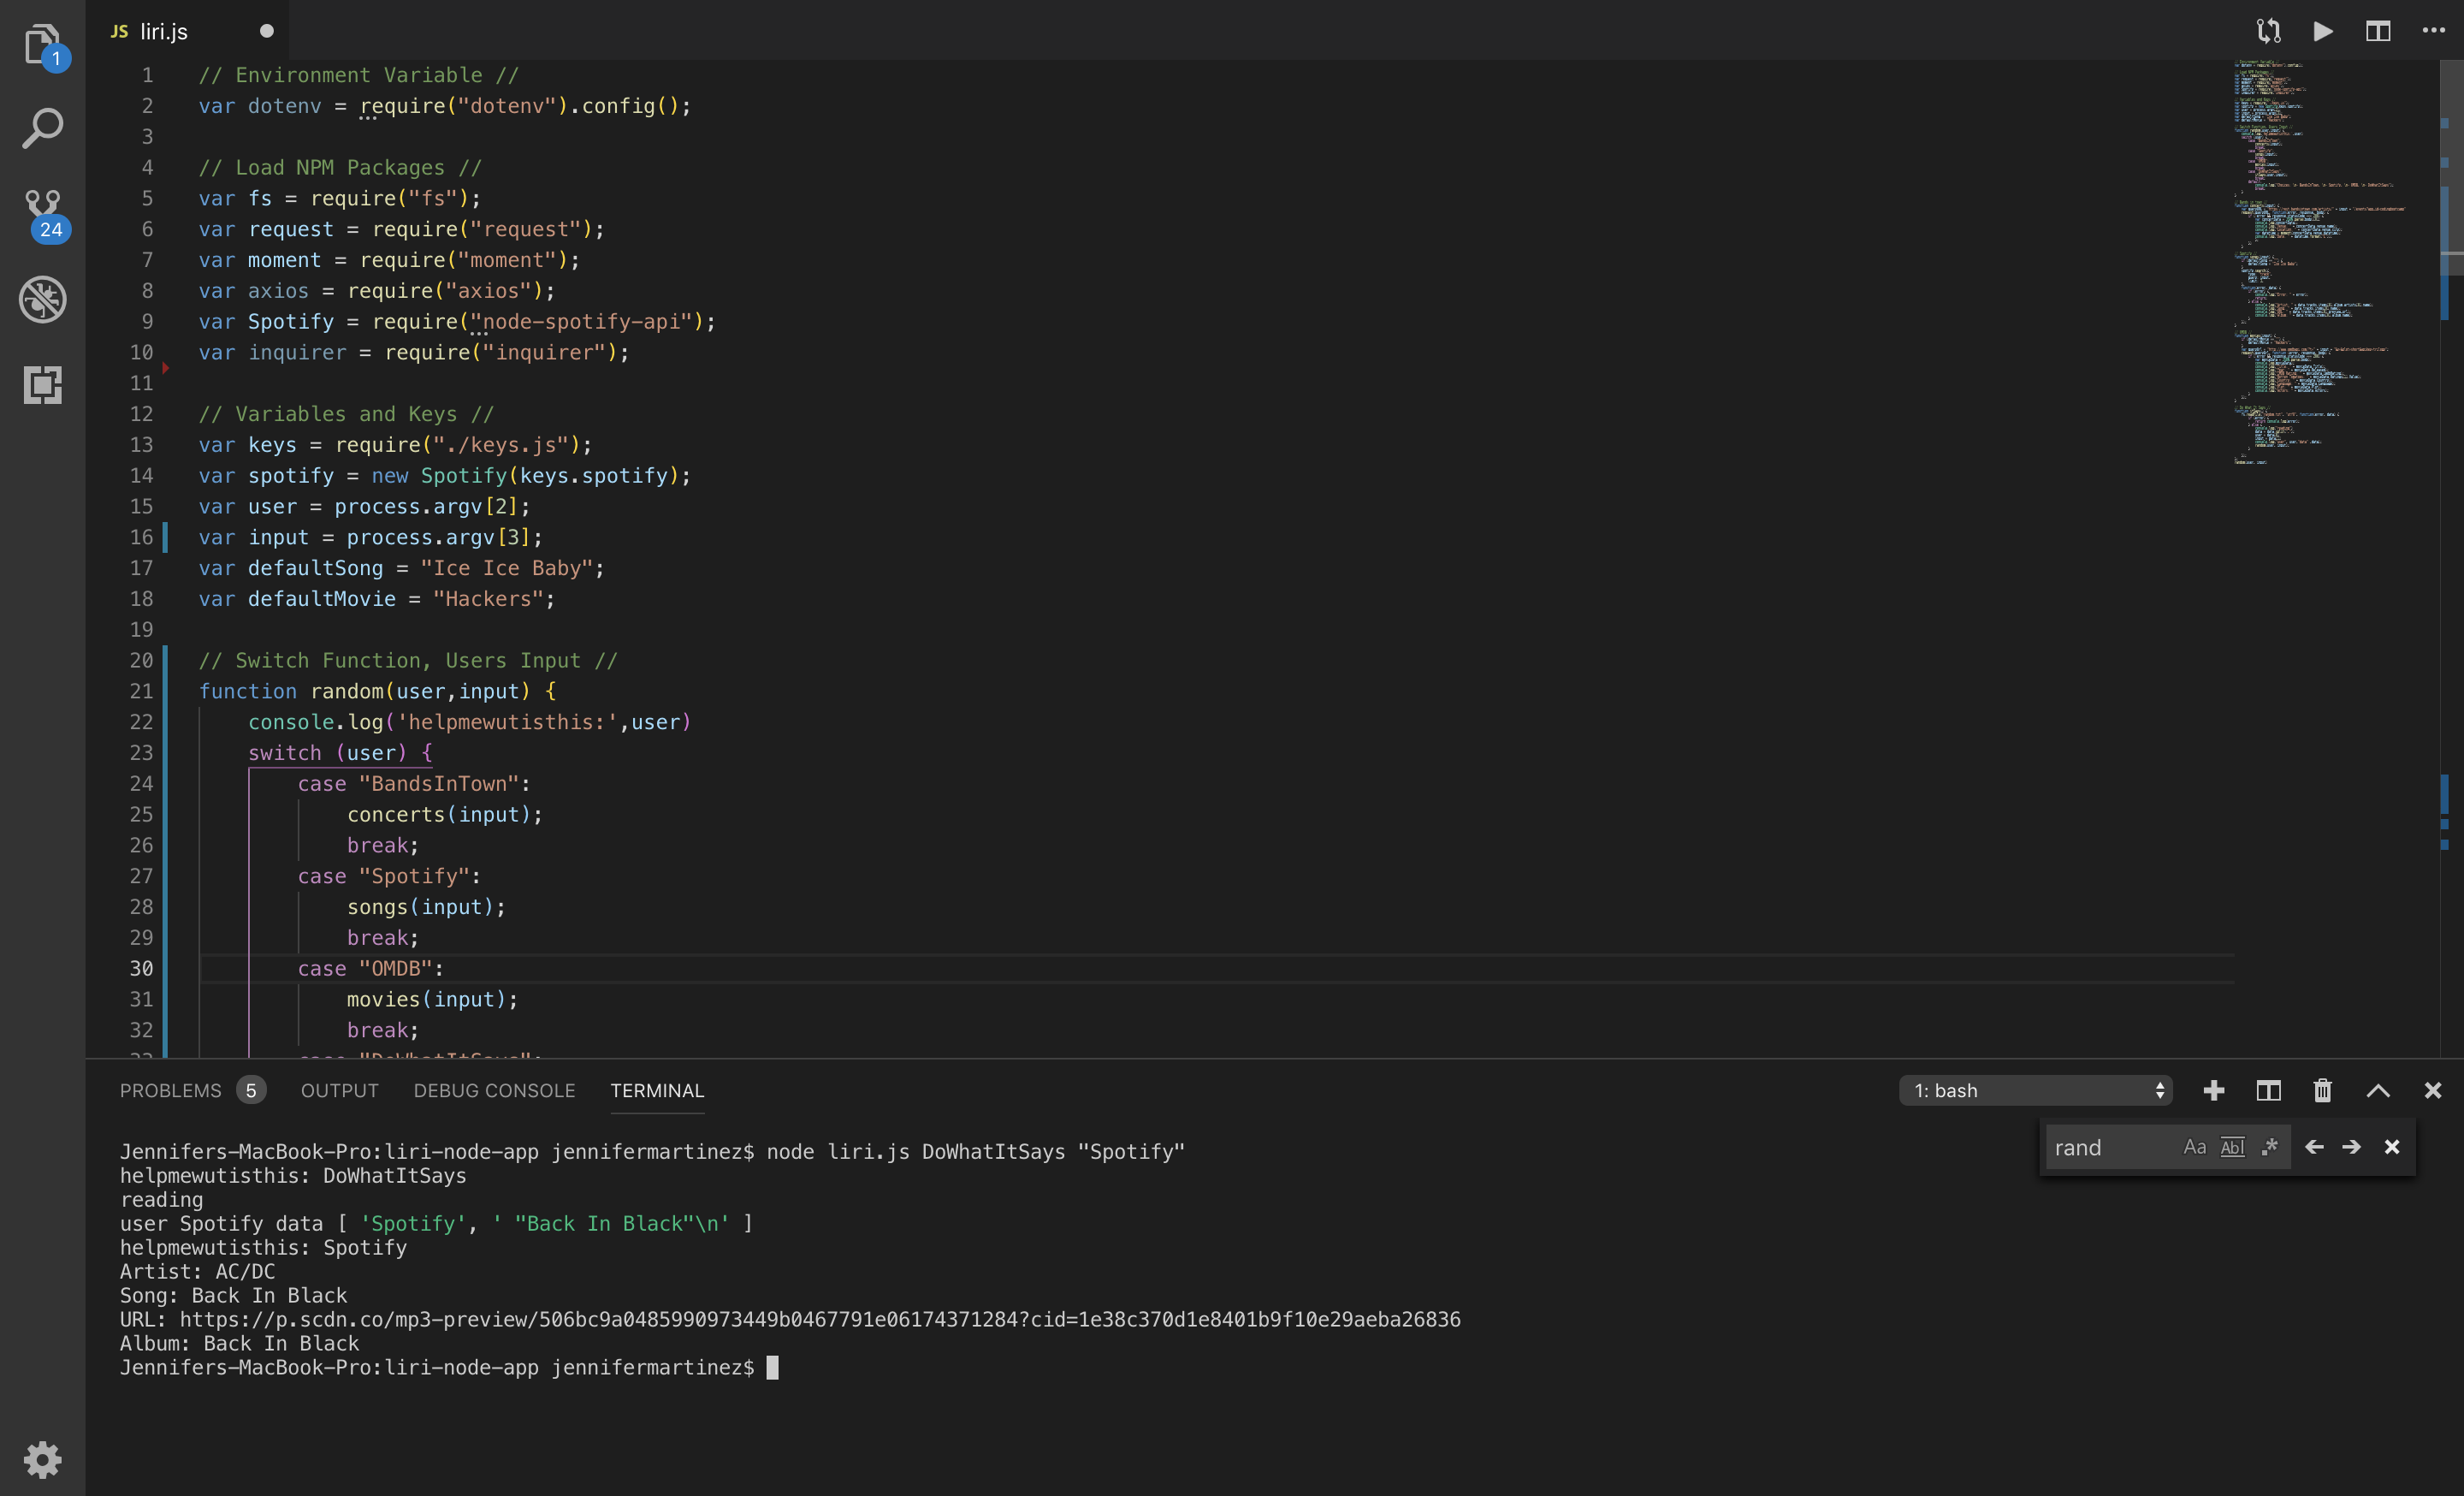 1
24
JS liri.js
1 // Environment Variable //
2 var dotenv = require("dotenv").config();
3
4 // Load NPM Packages //
5 var fs = require("fs");
6 var request = require("request");
7 var moment = require("moment");
8 var axios = require("axios");
9 var Spotify = require("node-spotify-api");
10 var inquirer = require("inquirer");
11
12 // Variables and Keys //
13 var keys = require("./keys.js");
14 var spotify = new Spotify(keys.spotify);
15 var user = process.argv[2];
16 var input = process.argv[3];
17 var defaultSong = "Ice Ice Baby";
18 var defaultMovie = "Hackers";
19
20 // Switch Function, Users Input //
21 function random(user,input) {
22 console.log('helpmewutisthis:',user)
23 switch (user) {
24 case "BandsInTown":
25 concerts(input);
26 break;
27 case "Spotify":
28 songs(input);
29 break;
30 case "OMDB":
31 movies(input);
32 break;
33 case "DoWhatItSays":
PROBLEMS 5 OUTPUT DEBUG CONSOLE TERMINAL 1: bash
rand Aa Abl .*
Jennifers-MacBook-Pro:liri-node-app jennifermartinez$ node liri.js DoWhatItSays "Spotify"
helpmewutisthis: DoWhatItSays
reading
user Spotify data [ 'Spotify', ' "Back In Black"\n' ]
helpmewutisthis: Spotify
Artist: AC/DC
Song: Back In Black
URL: https://p.scdn.co/mp3-preview/506bc9a0485990973449b0467791e06174371284?cid=1e38c370d1e8401b9f10e29aeba26836
Album: Back In Black
Jennifers-MacBook-Pro:liri-node-app jennifermartinez$